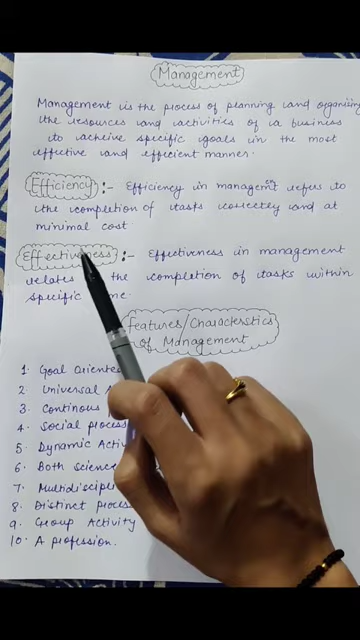 Management
Management is the process of planning and organising
the resources and activities of a business
to achieve specific goals in the most
effective and efficient manner.
Efficiency :- Efficiency in management refers to
the completion of tasks correctly and at
minimal cost
Effectiveness :- Effectiveness in management
relates the completion of tasks within
specific
Features/Characterstics
of Management
1. Goal Oriented
2 Universal
3. Continous
4. Social process
5. Dynamic
6. Both Science
7.
8. Distinct
9. Group Activity
10. A profession.